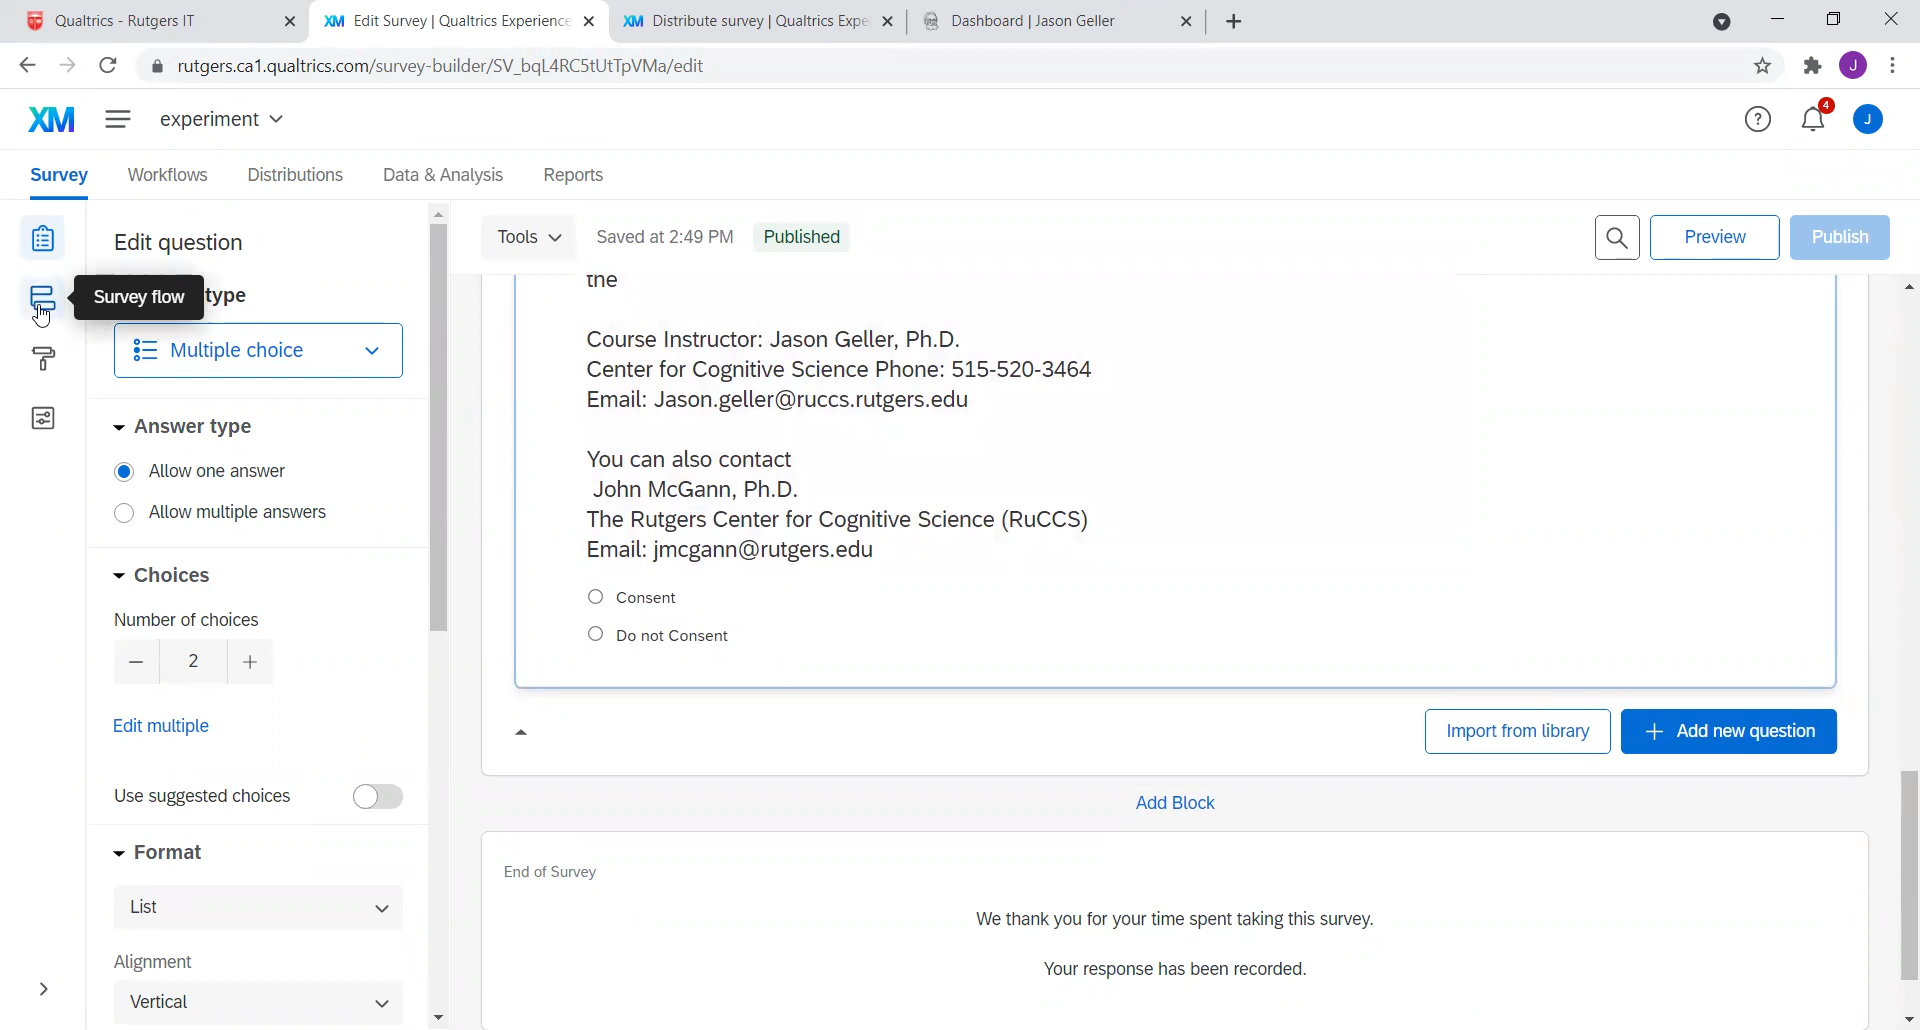 Qualtrics - Rutgers IT
XM Edit Survey | Qualtrics Experience
XM Distribute survey | Qualtrics Expe
Dashboard | Jason Geller
rutgers.ca1.qualtrics.com/survey-builder/SV_bqL4RC5tUtTpVMa/edit
J
XM experiment
4
J
Survey Workflows Distributions Data & Analysis Reports
Edit question
Tools Saved at 2:49 PM Published
Preview Publish
Survey flow
type
Multiple choice
Answer type
Allow one answer
Allow multiple answers
Choices
Number of choices
2
Edit multiple
Use suggested choices
Format
List
Alignment
Vertical
the
Course Instructor: Jason Geller, Ph.D.
Center for Cognitive Science Phone: 515-520-3464
Email: Jason.geller@ruccs.rutgers.edu
You can also contact
John McGann, Ph.D.
The Rutgers Center for Cognitive Science (RuCCS)
Email: jmcgann@rutgers.edu
Consent
Do not Consent
Import from library + Add new question
Add Block
End of Survey
We thank you for your time spent taking this survey.
Your response has been recorded.